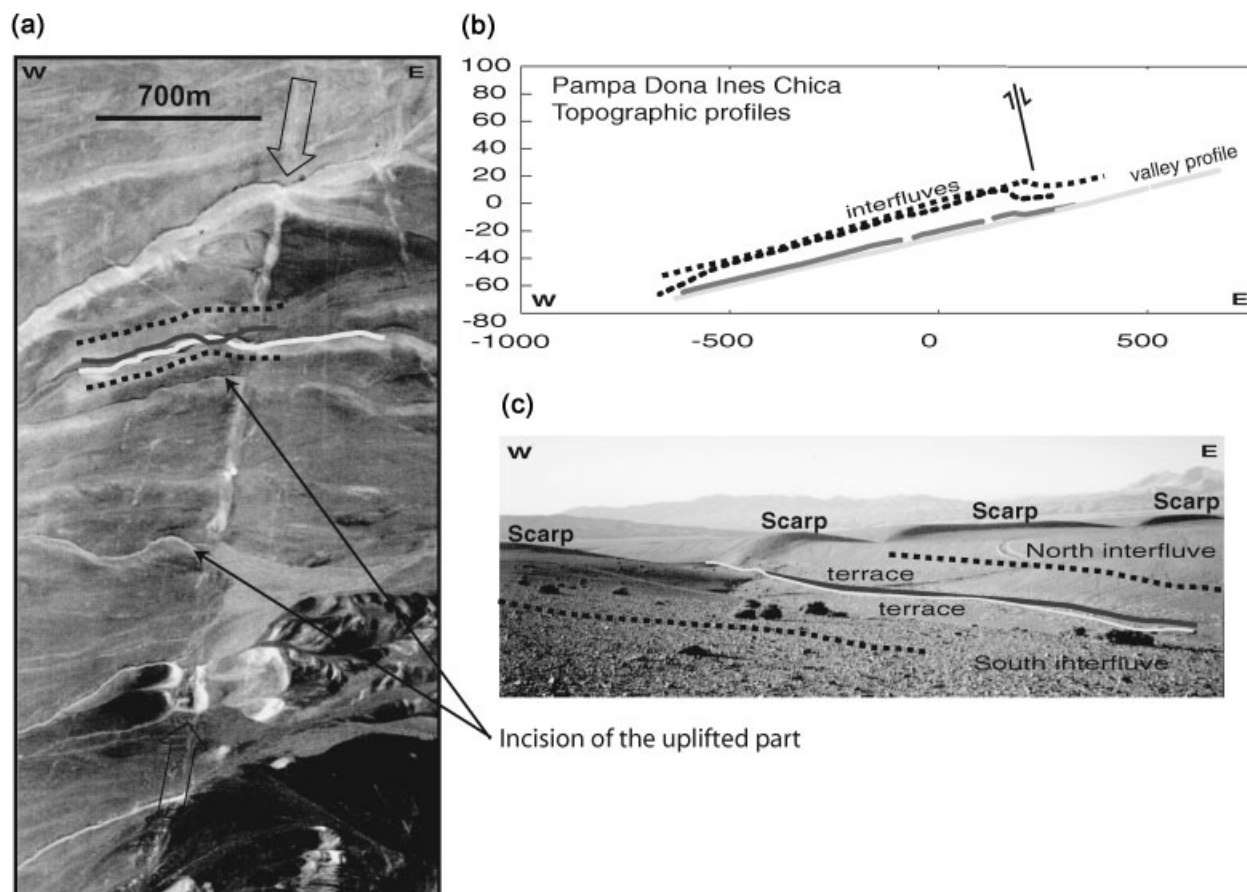 (a)
W
E
700m
Incision of the uplifted part
(b)
100
80
60
40
20
0
-20
-40
-60
-80
Pampa Dona Ines Chica
Topographic profiles
interfluves
valley profile
W
E
-1000
-500
0
500
(c)
W
E
Scarp
Scarp
Scarp
Scarp
North interfluve
terrace
terrace
South interfluve